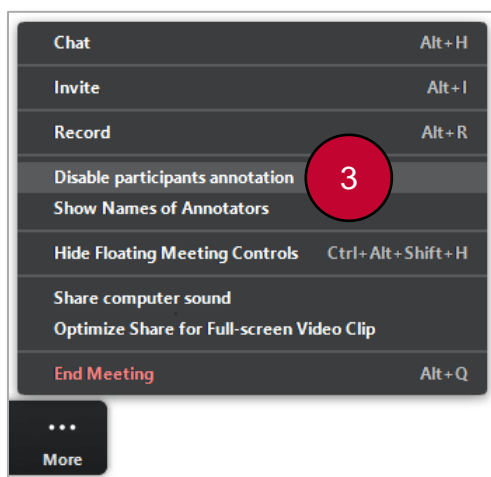 Chat Alt+H
Invite Alt+I
Record Alt+R
Disable participants annotation 3
Show Names of Annotators
Hide Floating Meeting Controls Ctrl+Alt+Shift+H
Share computer sound
Optimize Share for Full-screen Video Clip
End Meeting Alt+Q
More